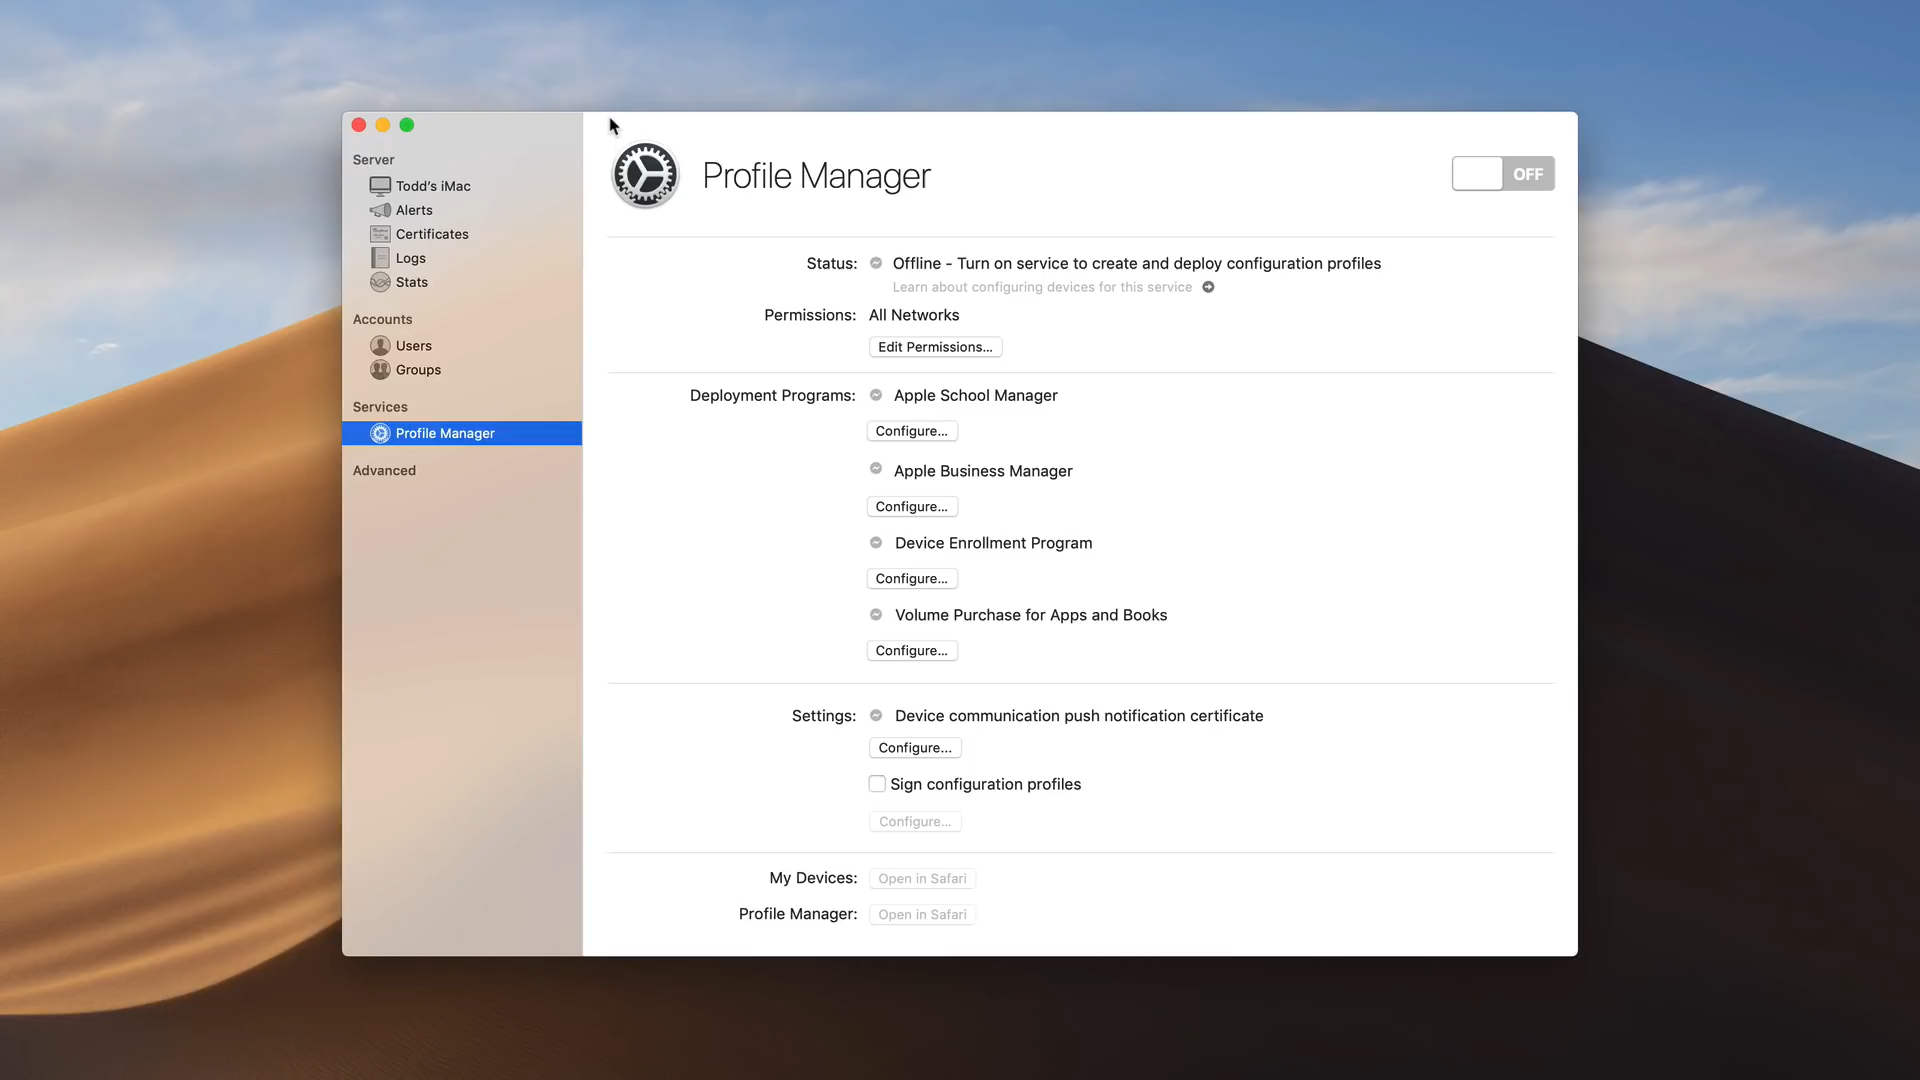 Server
Todd's iMac
Alerts
Certificates
Logs
Stats
Accounts
Users
Groups
Services
Profile Manager
Advanced
Profile Manager
OFF
Status: Offline - Turn on service to create and deploy configuration profiles
Learn about configuring devices for this service
Permissions: All Networks
Edit Permissions...
Deployment Programs: Apple School Manager
Configure...
Apple Business Manager
Configure...
Device Enrollment Program
Configure...
Volume Purchase for Apps and Books
Configure...
Settings: Device communication push notification certificate
Configure...
Sign configuration profiles
Configure...
My Devices: Open in Safari
Profile Manager: Open in Safari